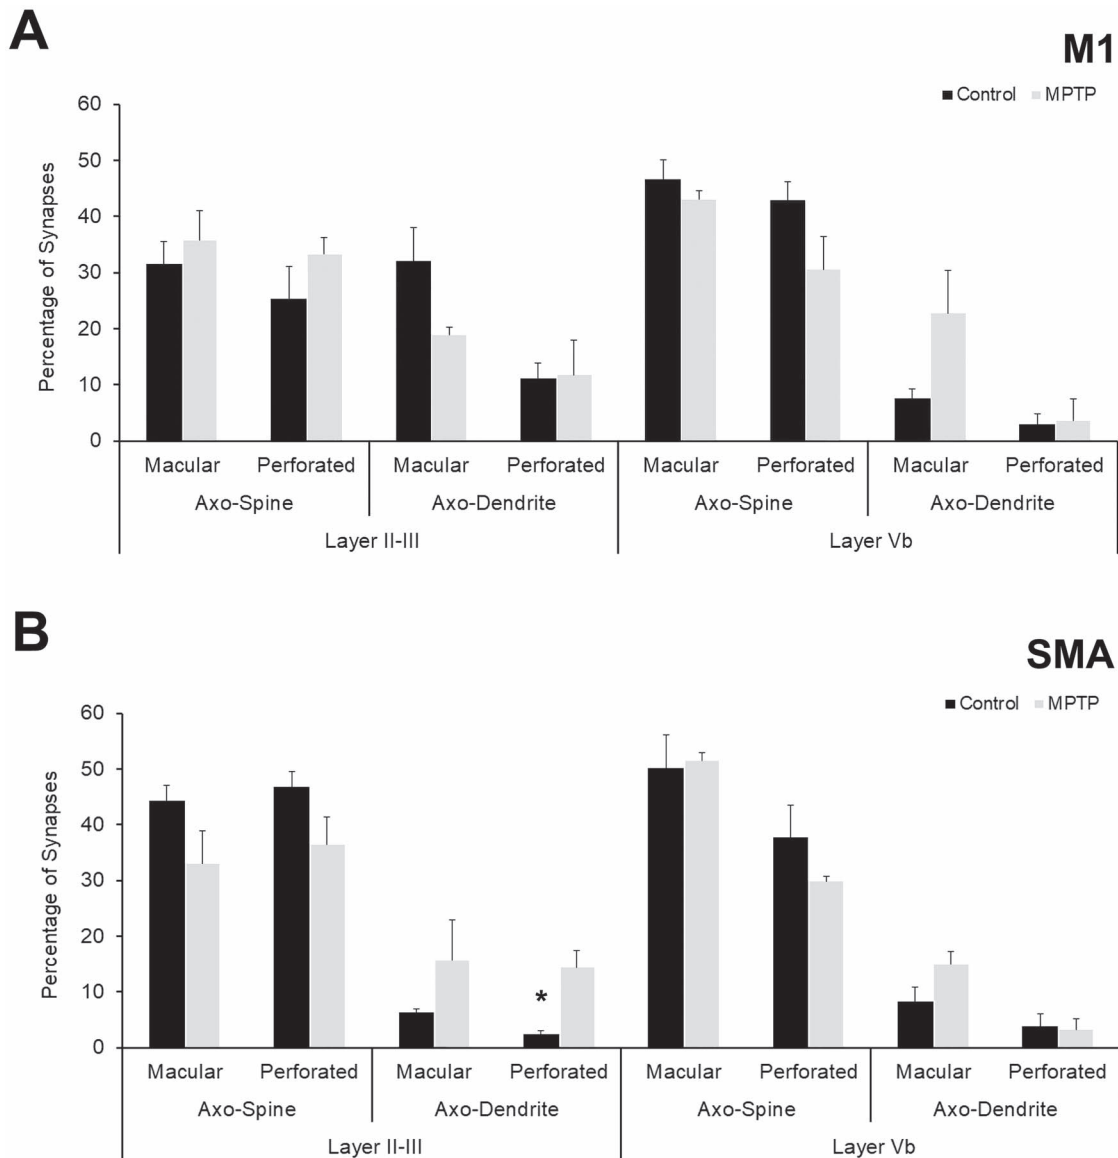 A
M1
Control MPTP
60
50
40
30
20
10
0
Percentage of Synapses
Macular Perforated Macular Perforated Macular Perforated Macular Perforated
Axo-Spine Axo-Dendrite Axo-Spine Axo-Dendrite
Layer II-III Layer Vb
B
SMA
Control MPTP
60
50
40
30
20
10
0
Percentage of Synapses
*
Macular Perforated Macular Perforated Macular Perforated Macular Perforated
Axo-Spine Axo-Dendrite Axo-Spine Axo-Dendrite
Layer II-III Layer Vb